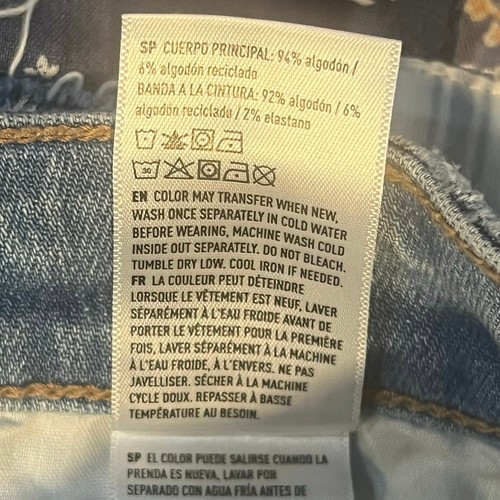 SP CUERPO PRINCIPAL: 94% algodón /
6% algodón reciclado
BANDA A LA CINTURA: 92% algodón / 6%
algodón reciclado / 2% elastano
EN COLOR MAY TRANSFER WHEN NEW,
WASH ONCE SEPARATELY IN COLD WATER
BEFORE WEARING, MACHINE WASH COLD
INSIDE OUT SEPARATELY. DO NOT BLEACH.
TUMBLE DRY LOW. COOL IRON IF NEEDED.
FR LA COULEUR PEUT DÉTEINDRE
LORSQUE LE VÊTEMENT EST NEUF, LAVER
SÉPARÉMENT À L'EAU FROIDE AVANT DE
PORTER LE VÊTEMENT POUR LA PREMIÈRE
FOIS, LAVER SÉPARÉMENT À LA MACHINE
À L'EAU FROIDE, À L'ENVERS. NE PAS
JAVELLISER. SÉCHER À LA MACHINE
CYCLE DOUX. REPASSER À BASSE
TEMPÉRATURE AU BESOIN.
SP EL COLOR PUEDE SALIRSE CUANDO LA
PRENDA ES NUEVA, LAVAR POR
SEPARADO CON AGUA FRÍA ANTES DE